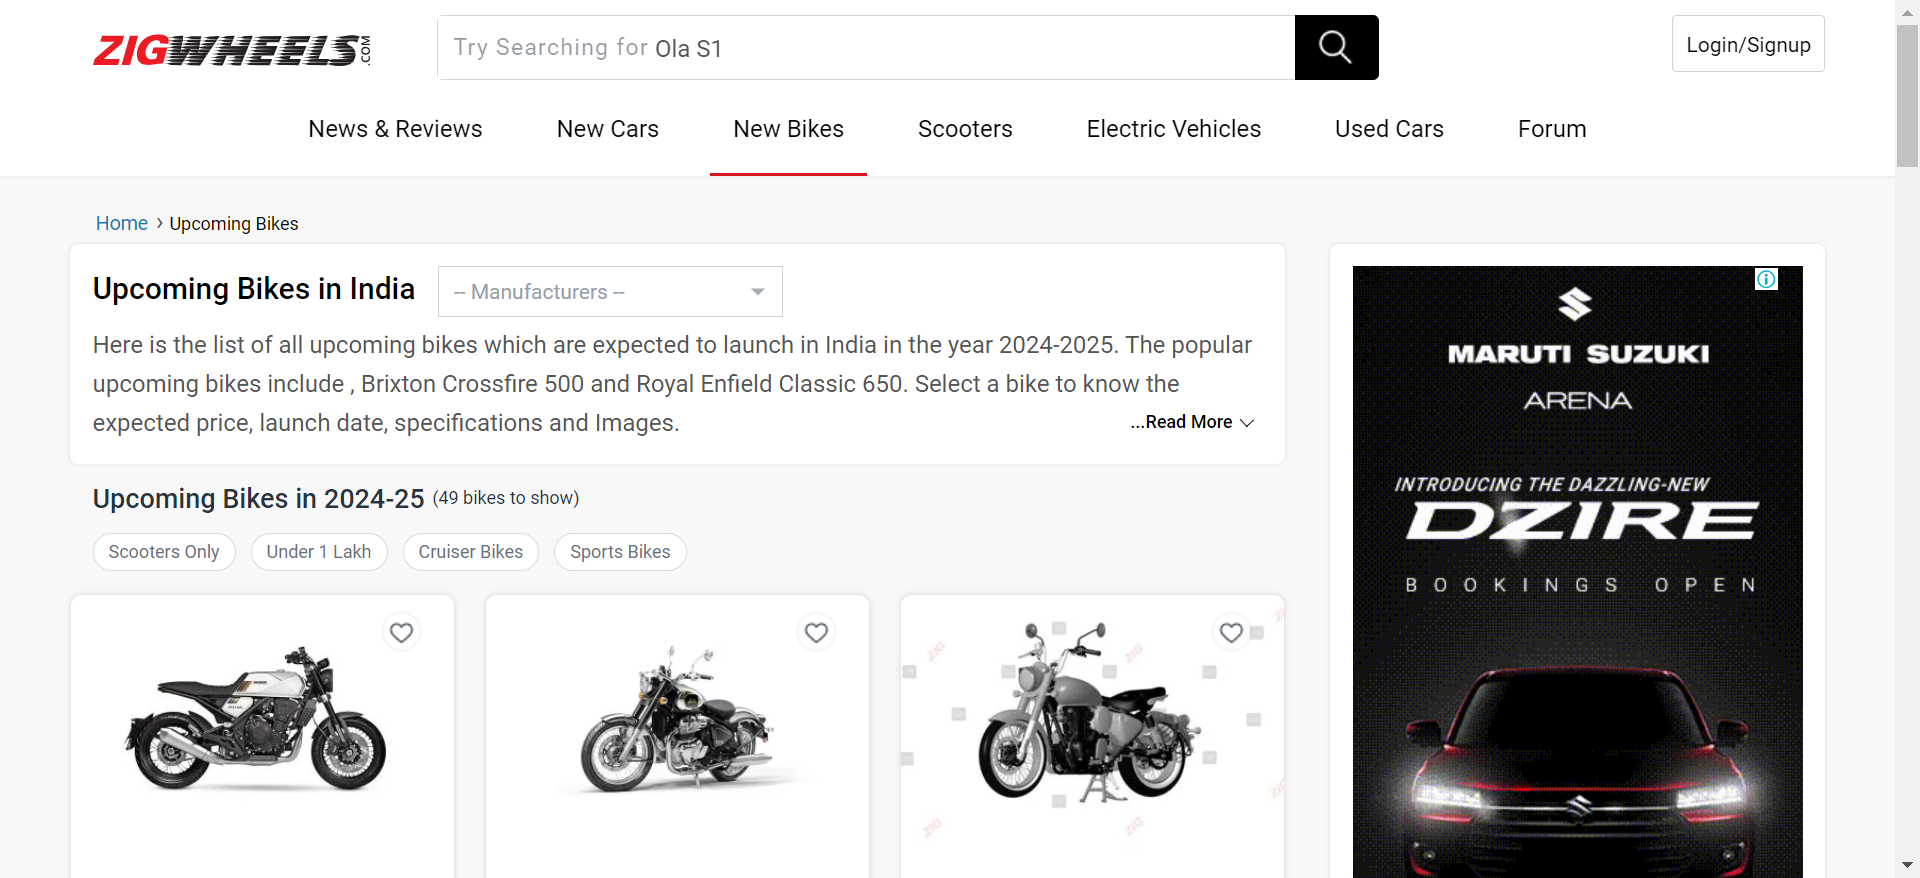 ZIGWHEELS.COM
Try Searching for Ola S1
Login/Signup
News & Reviews
New Cars
New Bikes
Scooters
Electric Vehicles
Used Cars
Forum
Home › Upcoming Bikes
Upcoming Bikes in India
-- Manufacturers --
Here is the list of all upcoming bikes which are expected to launch in India in the year 2024-2025. The popular
upcoming bikes include , Brixton Crossfire 500 and Royal Enfield Classic 650. Select a bike to know the
expected price, launch date, specifications and Images.
...Read More
Upcoming Bikes in 2024-25 (49 bikes to show)
Scooters Only
Under 1 Lakh
Cruiser Bikes
Sports Bikes
ZIG
ZIG
ZIG
ZIG
MARUTI SUZUKI
ARENA
INTRODUCING THE DAZZLING-NEW
DZIRE
BOOKINGS OPEN